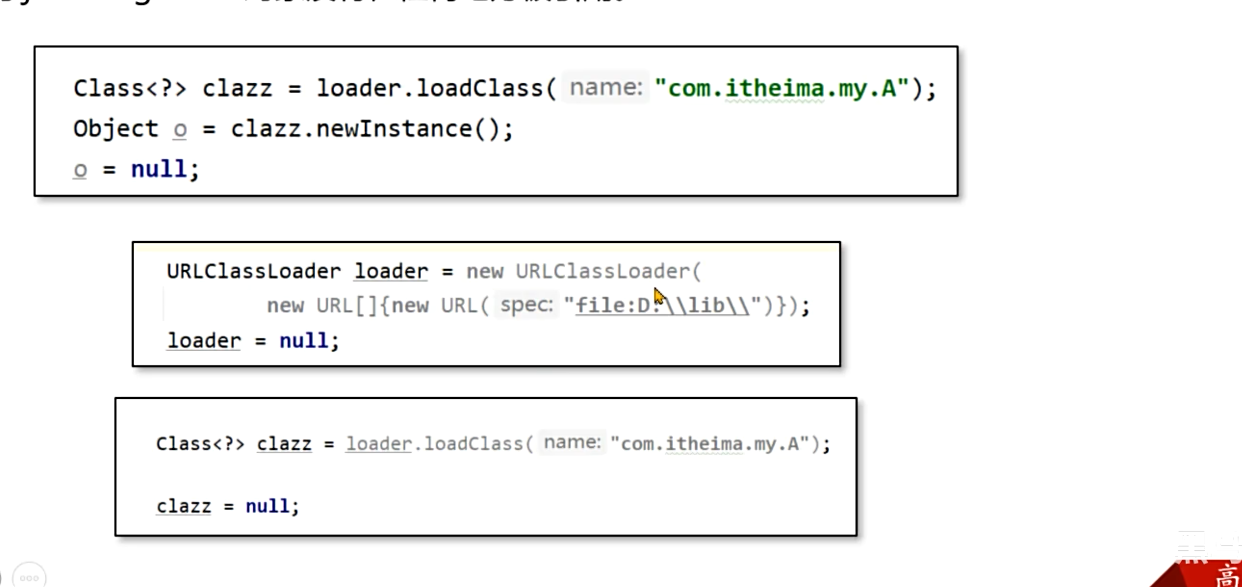 Class<?> clazz = loader.loadClass( name: "com.itheima.my.A");
Object o = clazz.newInstance();
o = null;
URLClassLoader loader = new URLClassLoader(
new URL[]{new URL( spec: "file:D:\\lib\\")});
loader = null;
Class<?> clazz = loader.loadClass( name: "com.itheima.my.A");
clazz = null;
高